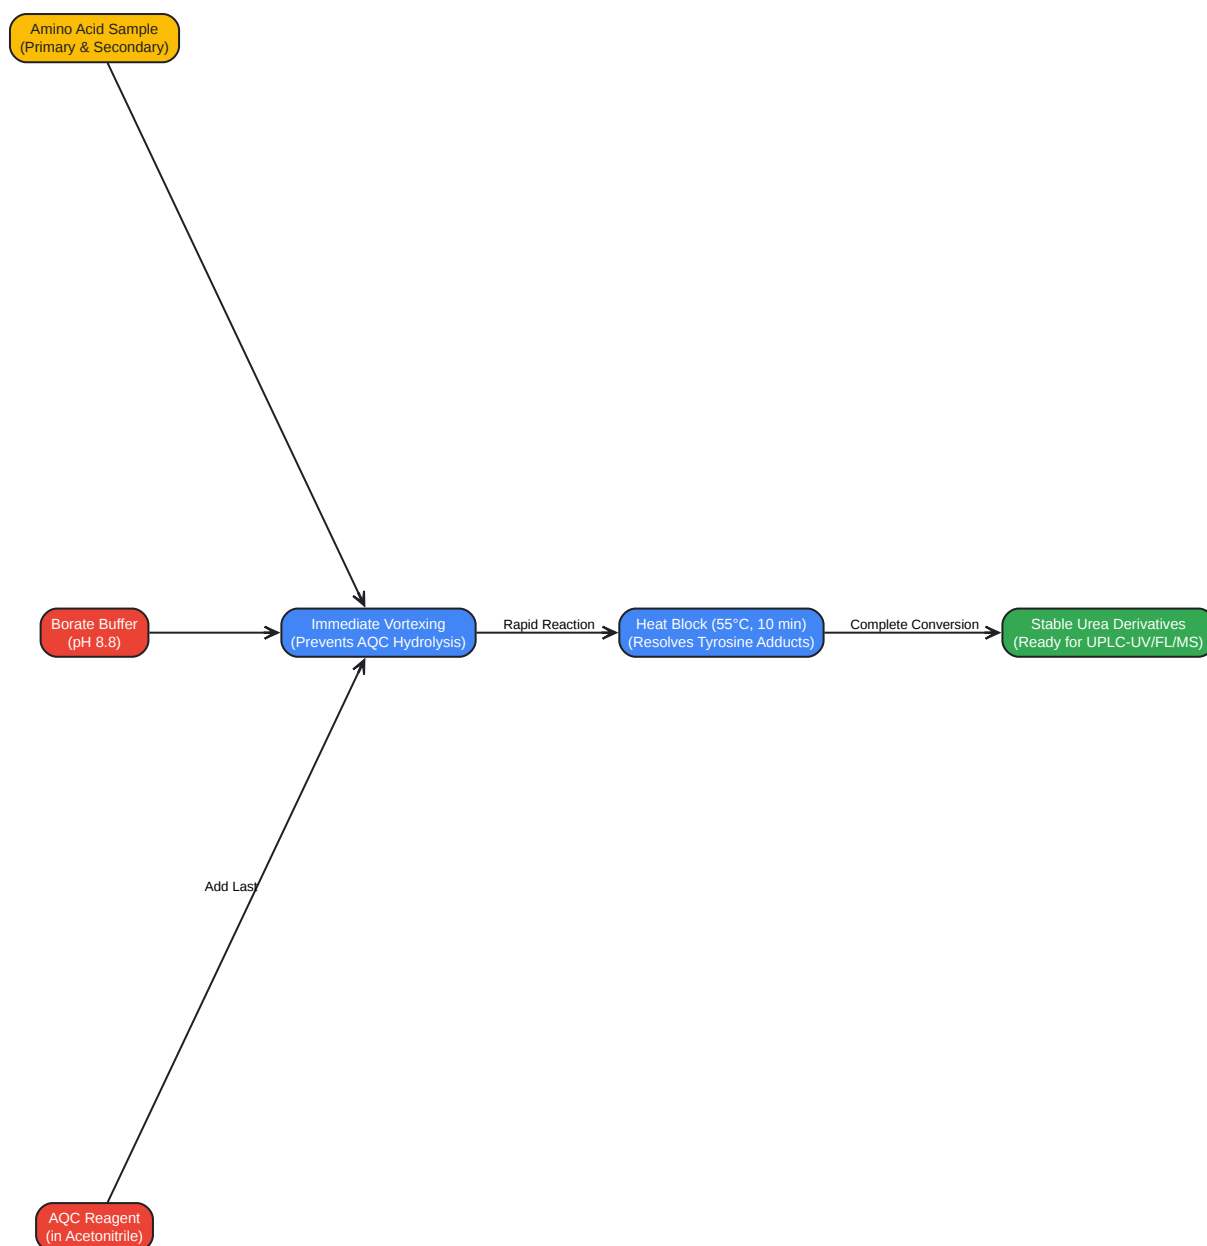 Amino Acid Sample
(Primary & Secondary)
Borate Buffer
(pH 8.8)
Immediate Vortexing
(Prevents AQC Hydrolysis)
Rapid Reaction
Heat Block (55°C, 10 min)
(Resolves Tyrosine Adducts)
Complete Conversion
Stable Urea Derivatives
(Ready for UPLC-UV/FL/MS)
Add Last
AQC Reagent
(in Acetonitrile)